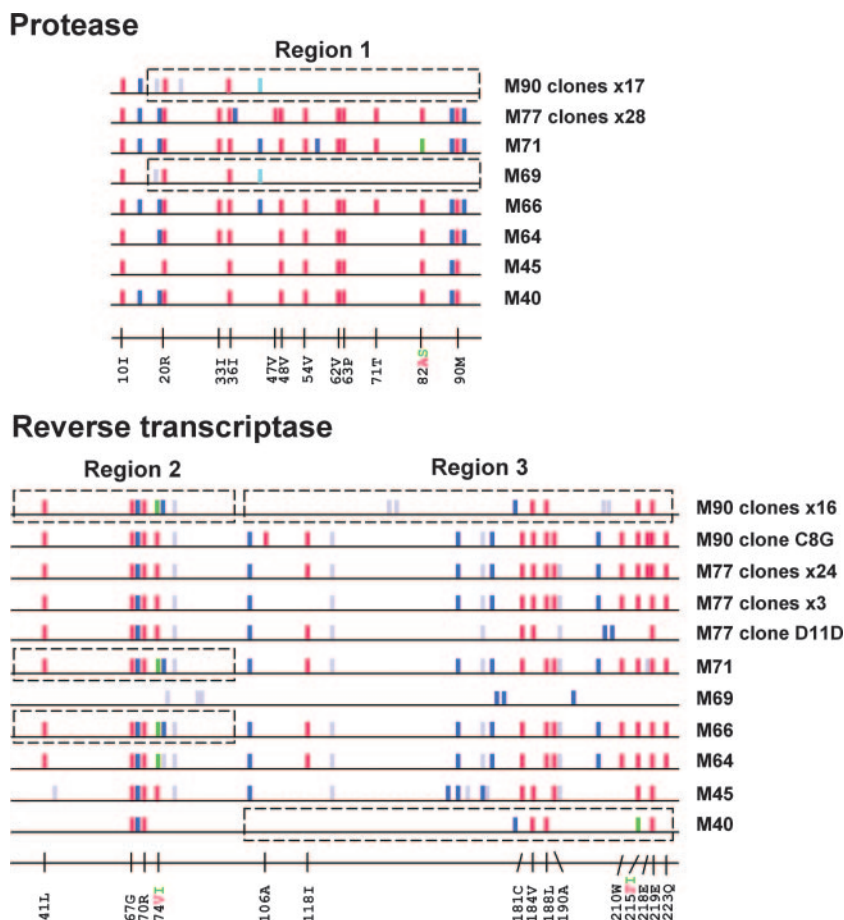 Protease
Region 1
M90 clones x17
M77 clones x28
M71
M69
M66
M64
M45
M40
10I 20R 33I 36I 47V 48V 54V 62V 63P 71T 82AS 90M
Reverse transcriptase
Region 2 Region 3
M90 clones x16
M90 clone C8G
M77 clones x24
M77 clones x3
M77 clone D11D
M71
M69
M66
M64
M45
M40
41L 67G 70R 74VI 106A 118I 181C 184V 188L 190A 210W 215FI 218E 219E 223Q